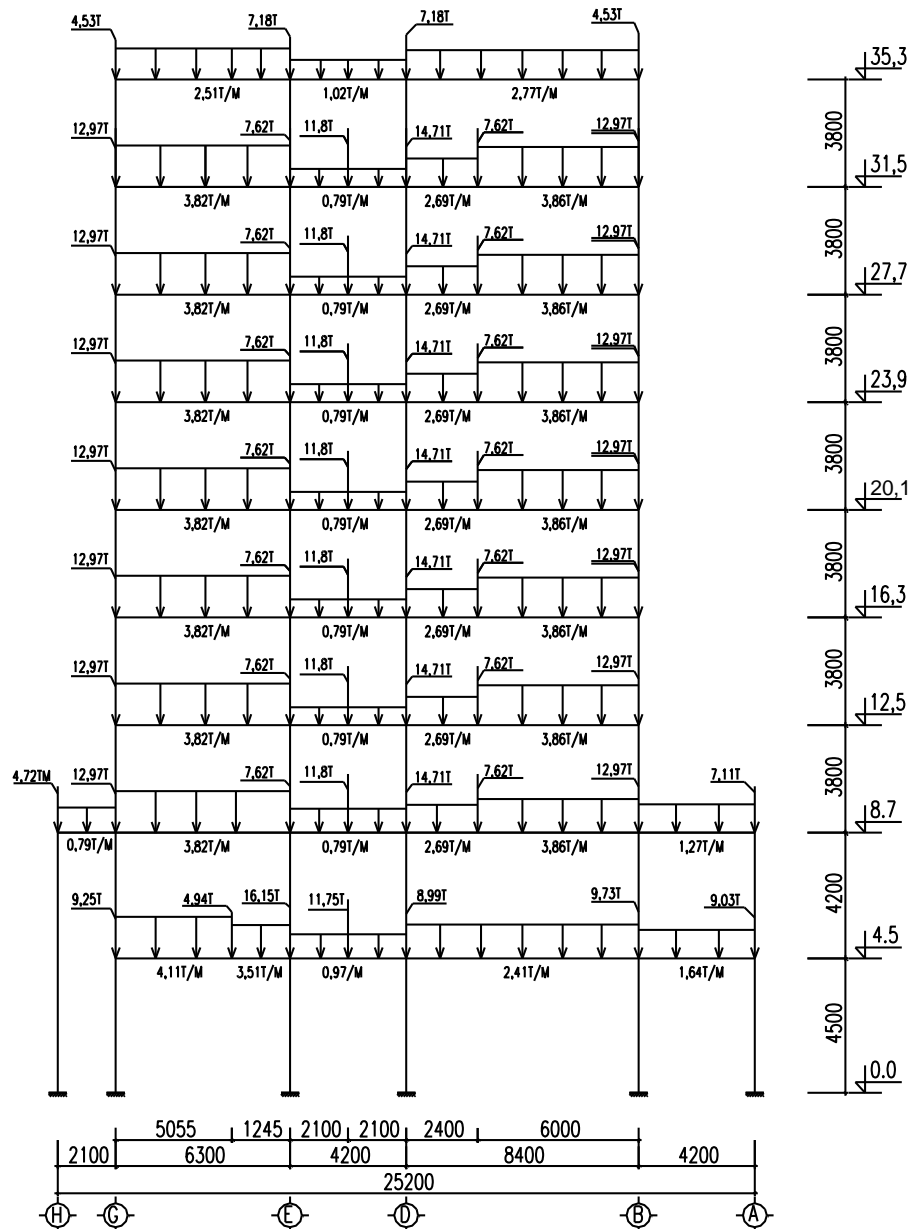 4,53T 7,18T 7,18T 4,53T
35,3
2,51T/M 1,02T/M 2,77T/M
3800
12,97T 7,62T 11,8T 14,71T 7,62T 12,97T
31,5
3,82T/M 0,79T/M 2,69T/M 3,86T/M
3800
12,97T 7,62T 11,8T 14,71T 7,62T 12,97T
27,7
3,82T/M 0,79T/M 2,69T/M 3,86T/M
3800
12,97T 7,62T 11,8T 14,71T 7,62T 12,97T
23,9
3,82T/M 0,79T/M 2,69T/M 3,86T/M
3800
12,97T 7,62T 11,8T 14,71T 7,62T 12,97T
20,1
3,82T/M 0,79T/M 2,69T/M 3,86T/M
3800
12,97T 7,62T 11,8T 14,71T 7,62T 12,97T
16,3
3,82T/M 0,79T/M 2,69T/M 3,86T/M
3800
12,97T 7,62T 11,8T 14,71T 7,62T 12,97T
12,5
3,82T/M 0,79T/M 2,69T/M 3,86T/M
3800
4,72TM 12,97T 7,62T 11,8T 14,71T 7,62T 12,97T 7,11T
8.7
0,79T/M 3,82T/M 0,79T/M 2,69T/M 3,86T/M 1,27T/M
4200
9,25T 4,94T 16,15T 11,75T 8,99T 9,73T 9,03T
4.5
4,11T/M 3,51T/M 0,97/M 2,41T/M 1,64T/M
4500
0.0
5055 1245 2100 2100 2400 6000
2100 6300 4200 8400 4200
25200
H G E D B A